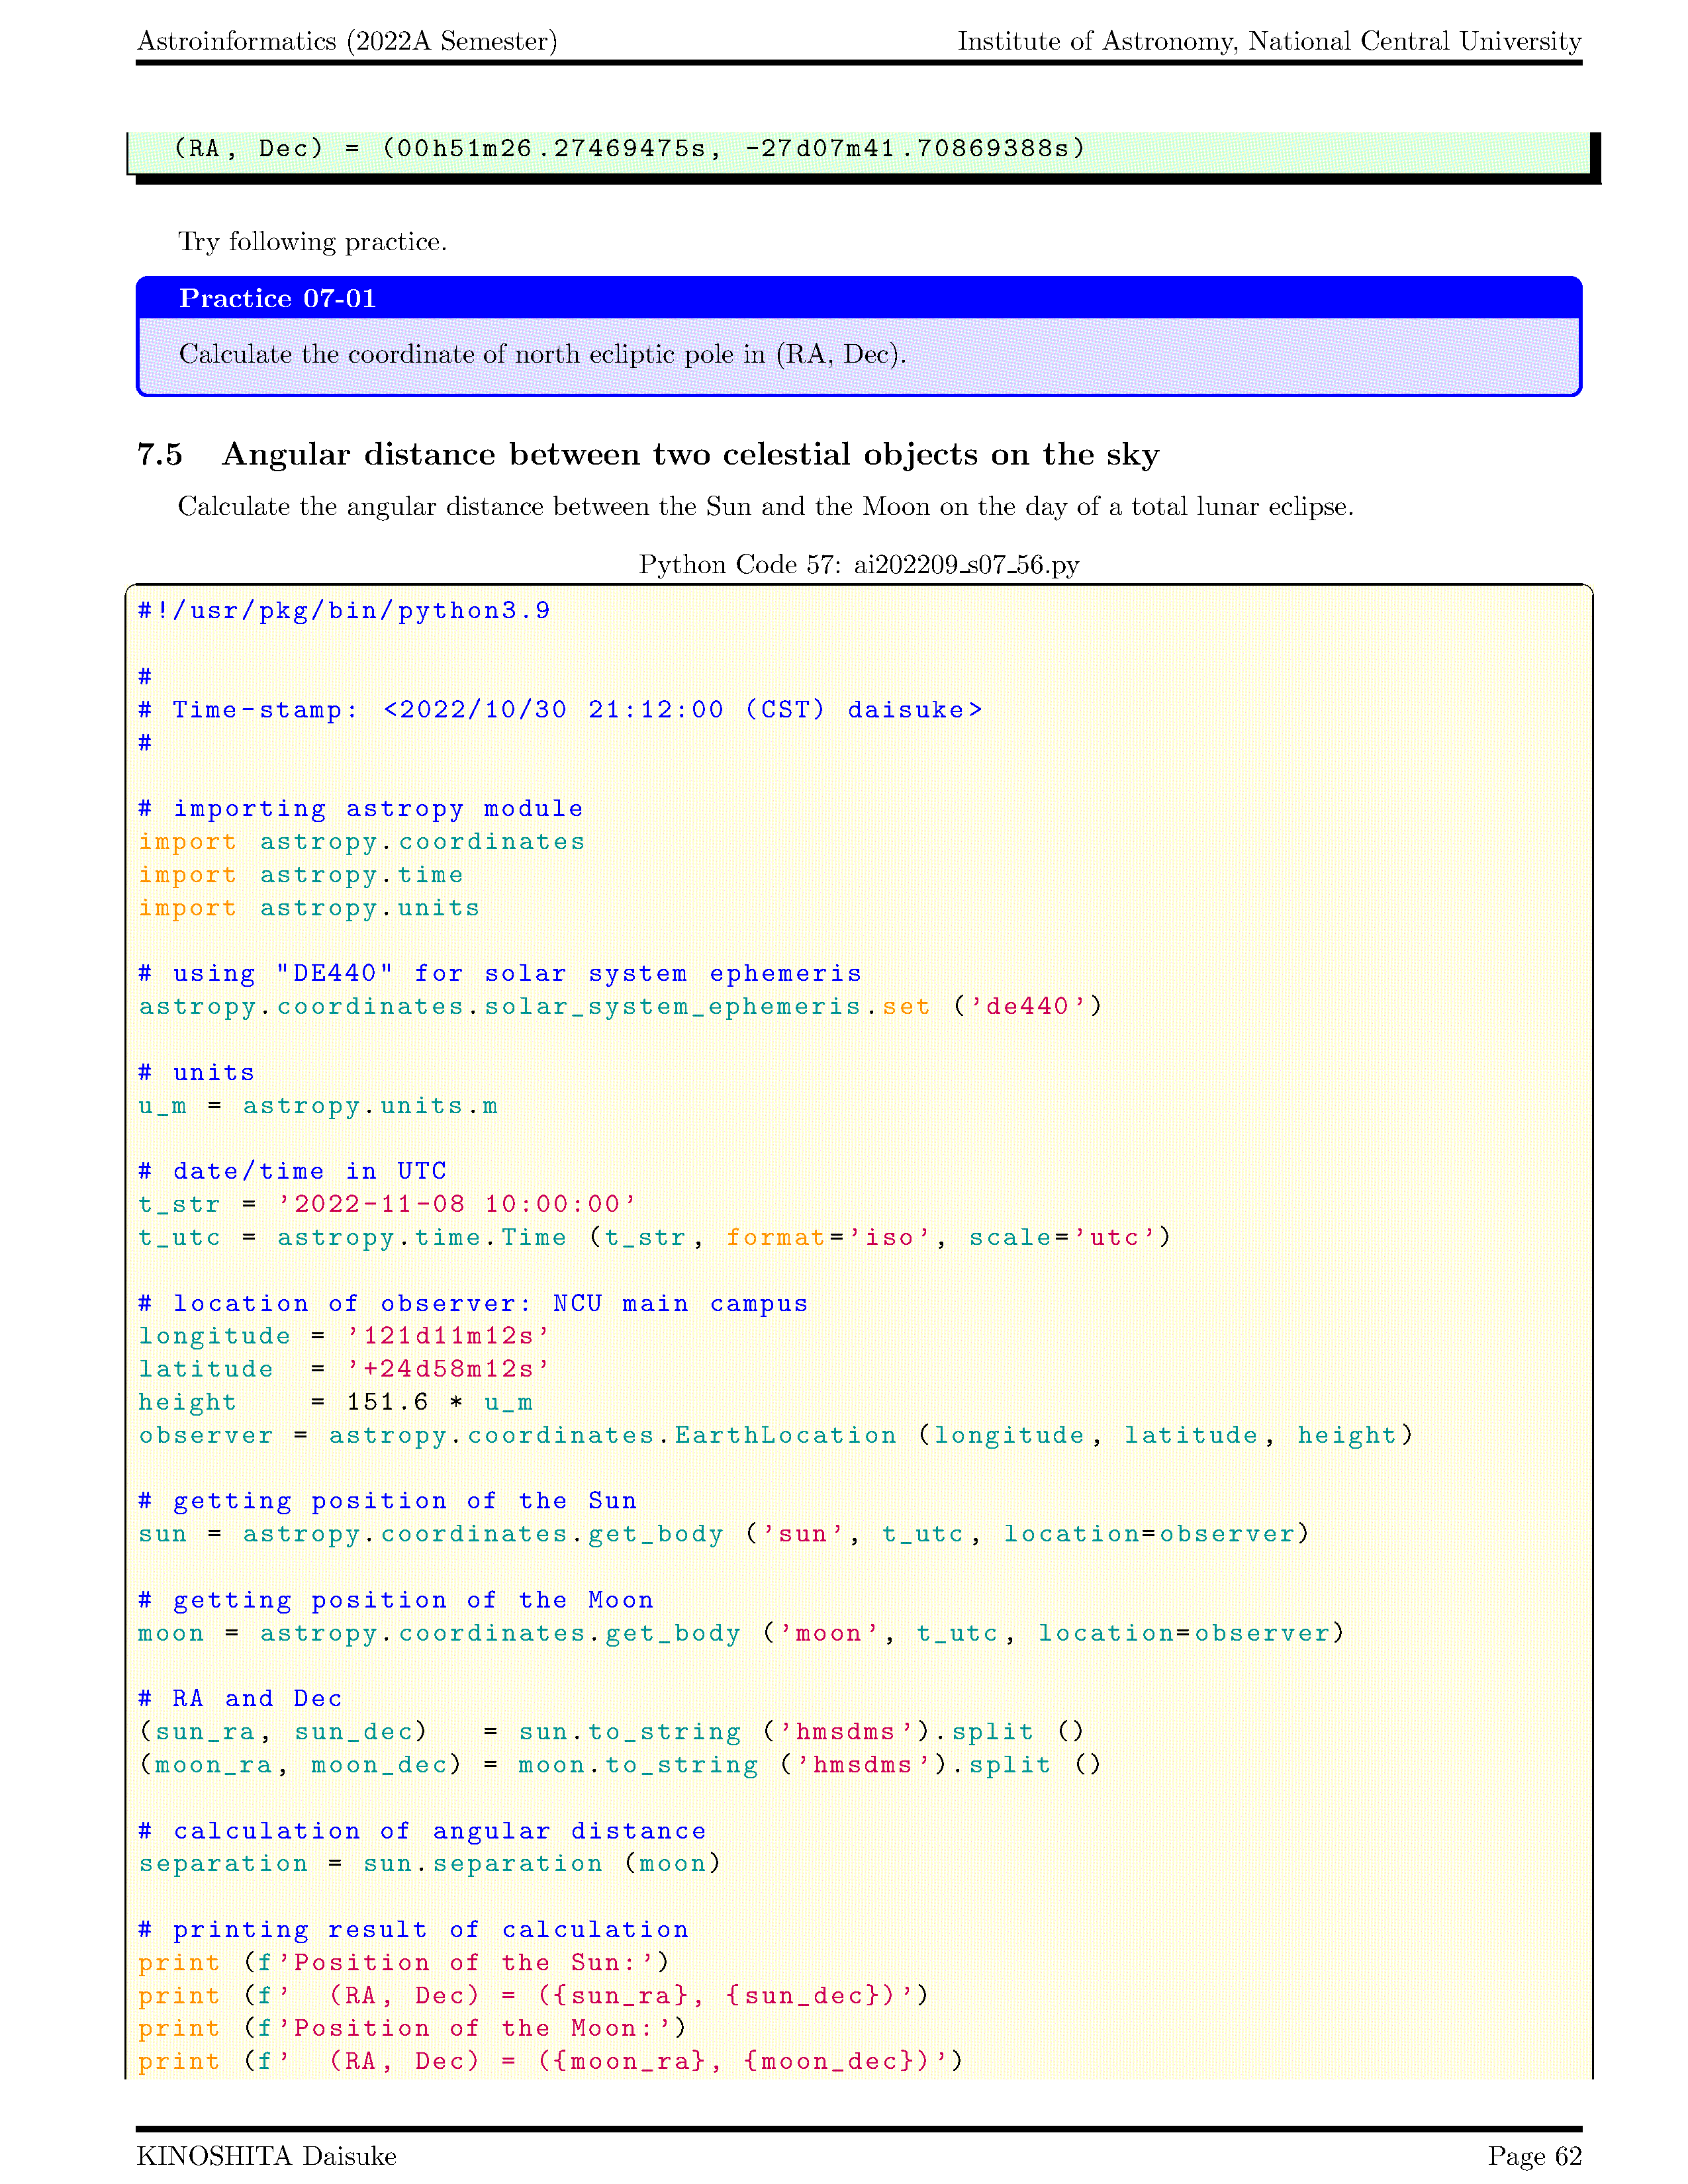 Astroinformatics (2022A Semester)
Institute of Astronomy, National Central University
(RA, Dec) = (00h51m26.27469475s, -27d07m41.70869388s)
Try following practice.
Practice 07-01
Calculate the coordinate of north ecliptic pole in (RA, Dec).
7.5 Angular distance between two celestial objects on the sky
Calculate the angular distance between the Sun and the Moon on the day of a total lunar eclipse.
Python Code 57: ai202209_s07_56.py
#!/usr/pkg/bin/python3.9
#
# Time-stamp: <2022/10/30 21:12:00 (CST) daisuke>
#
# importing astropy module
import astropy.coordinates
import astropy.time
import astropy.units
# using "DE440" for solar system ephemeris
astropy.coordinates.solar_system_ephemeris.set ('de440')
# units
u_m = astropy.units.m
# date/time in UTC
t_str = '2022-11-08 10:00:00'
t_utc = astropy.time.Time (t_str, format='iso', scale='utc')
# location of observer: NCU main campus
longitude = '121d11m12s'
latitude  = '+24d58m12s'
height    = 151.6 * u_m
observer = astropy.coordinates.EarthLocation (longitude, latitude, height)
# getting position of the Sun
sun = astropy.coordinates.get_body ('sun', t_utc, location=observer)
# getting position of the Moon
moon = astropy.coordinates.get_body ('moon', t_utc, location=observer)
# RA and Dec
(sun_ra, sun_dec)   = sun.to_string ('hmsdms').split ()
(moon_ra, moon_dec) = moon.to_string ('hmsdms').split ()
# calculation of angular distance
separation = sun.separation (moon)
# printing result of calculation
print (f'Position of the Sun:')
print (f'  (RA, Dec) = ({sun_ra}, {sun_dec})')
print (f'Position of the Moon:')
print (f'  (RA, Dec) = ({moon_ra}, {moon_dec})')
KINOSHITA Daisuke
Page 62